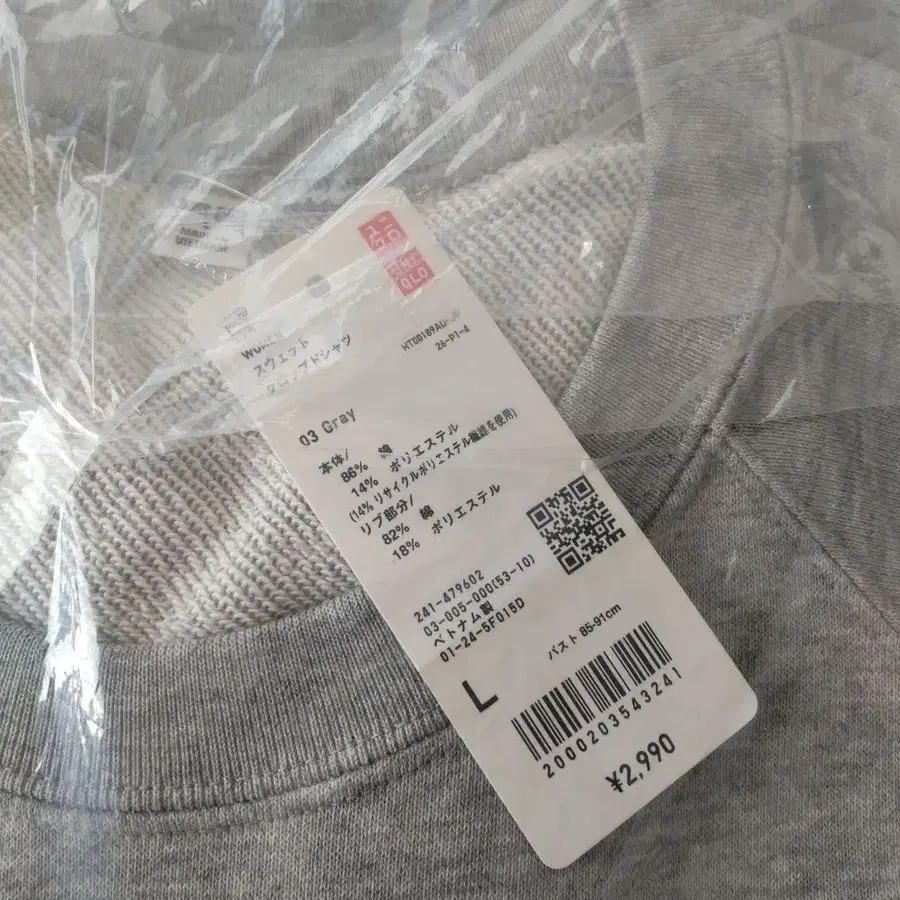 MADE
VIETNAM
ユニ
クロ
UNI
QLO
WOMEN
スウェット
クロップドシャツ
26-P1-4
03 Gray
本体/
86% 綿
14% ポリエステル
(14% リサイクルポリエステル繊維を使用)
リブ部分/
82% 綿
18% ポリエステル
241-479602
03-005-000(53-10)
ベトナム製
01-24-5F015D
バスト 85-91cm
L
2000203543241
¥2,990